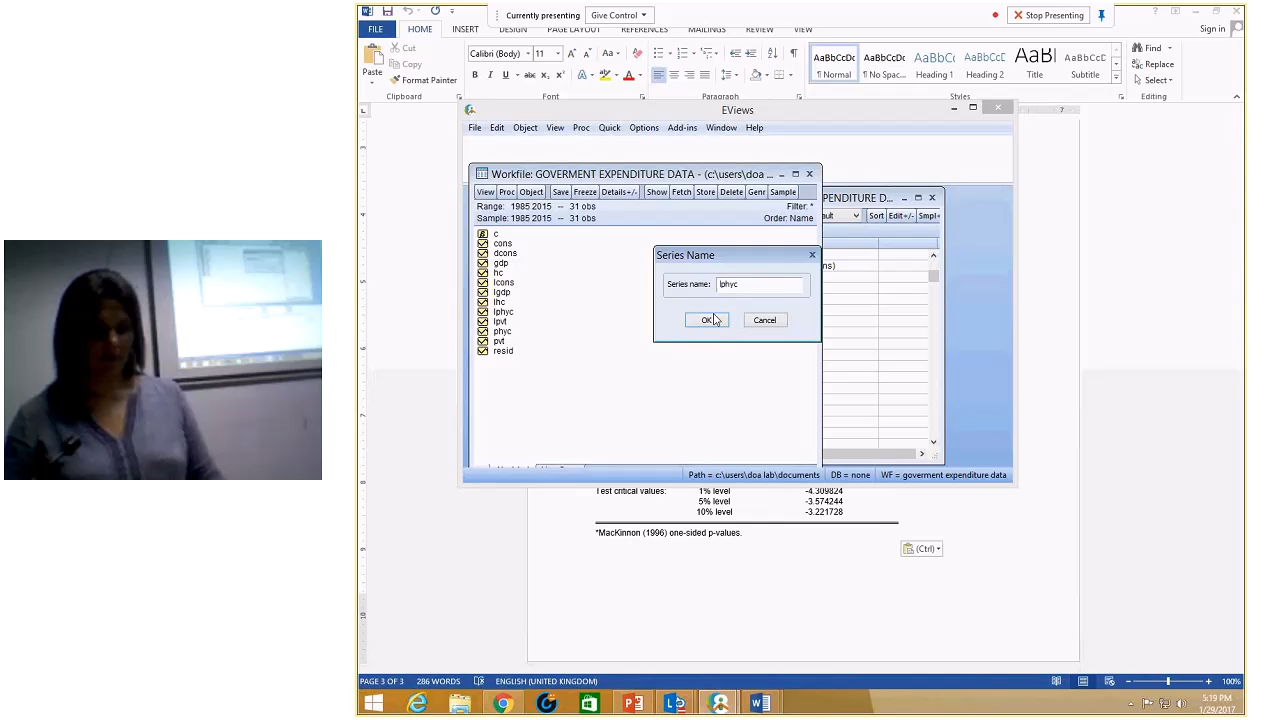 Currently presenting Give Control
Stop Presenting
FILE HOME INSERT DESIGN PAGE LAYOUT REFERENCES MAILINGS REVIEW VIEW Sign in
Paste
Cut
Copy
Format Painter
Clipboard
Calibri (Body) 11
Font
Paragraph
AaBbCcDc AaBbCcDc AaBbCc AaBbCcC AaBl AaBbCcC
¶ Normal ¶ No Spac... Heading 1 Heading 2 Title Subtitle
Styles
Find
Replace
Select
Editing
EViews
File Edit Object View Proc Quick Options Add-ins Window Help
Workfile: GOVERMENT EXPENDITURE DATA - (c:\users\doa ...
View Proc Object Save Freeze Details+/- Show Fetch Store Delete Genr Sample
Range: 1985 2015 -- 31 obs Filter: *
Sample: 1985 2015 -- 31 obs Order: Name
c
cons
dcons
gdp
hc
lcons
lgdp
lhc
lphyc
lpvt
phyc
pvt
resid
PENDITURE D...
ult Sort Edit+/- Smpl+
ns)
Series Name
Series name: lphyc
OK Cancel
Path = c:\users\doa lab\documents DB = none WF = goverment expenditure data
Test critical values: 1% level -4.309824
5% level -3.574244
10% level -3.221728
*MacKinnon (1996) one-sided p-values.
(Ctrl)
PAGE 3 OF 3 286 WORDS ENGLISH (UNITED KINGDOM) 100%
5:19 PM
1/29/2017